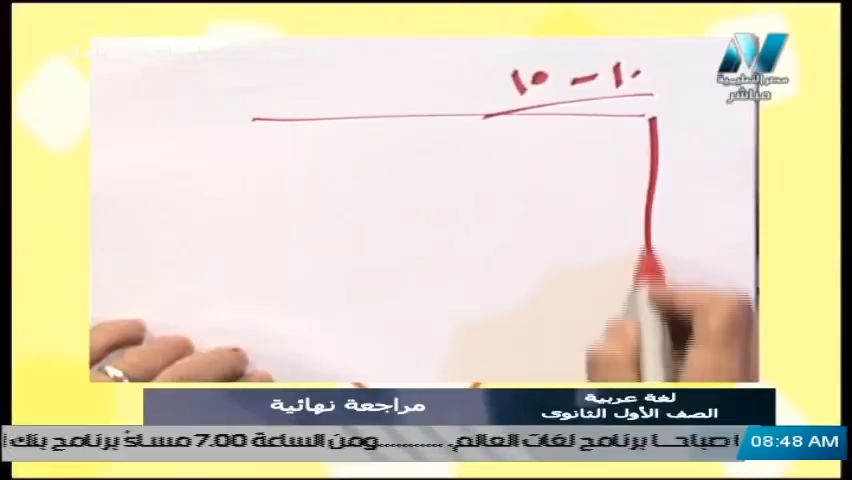 ١٠ – ١٥
مصر التعليمية
مباشر
لغة عربية
الصف الأول الثانوى
مراجعة نهائية
صباحا برنامج لغات العالم. ...........ومن الساعة 7.00 مساءً برنامج بنك
08:48 AM